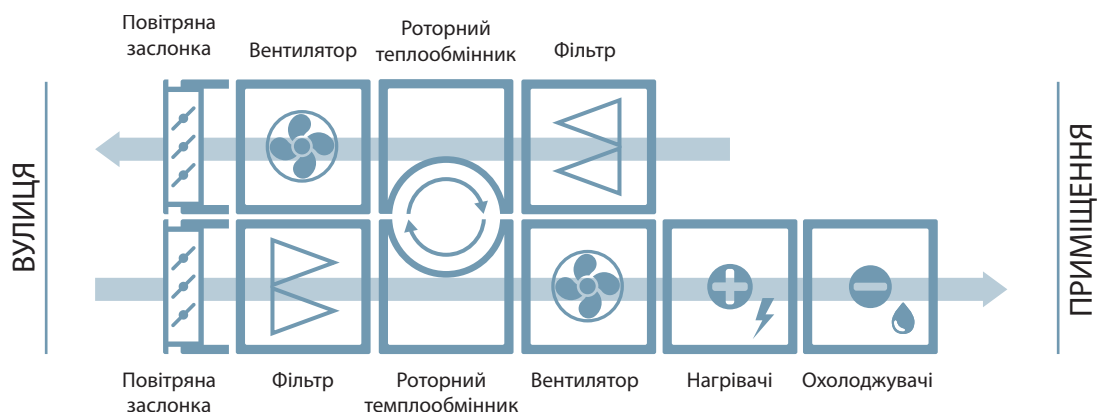 Повітряна
заслонка
Вентилятор
Роторний
теплообмінник
Фільтр
ВУЛИЦЯ
ПРИМІЩЕННЯ
Повітряна
заслонка
Фільтр
Роторний
темплообмінник
Вентилятор
Нагрівачі
Охолоджувачі